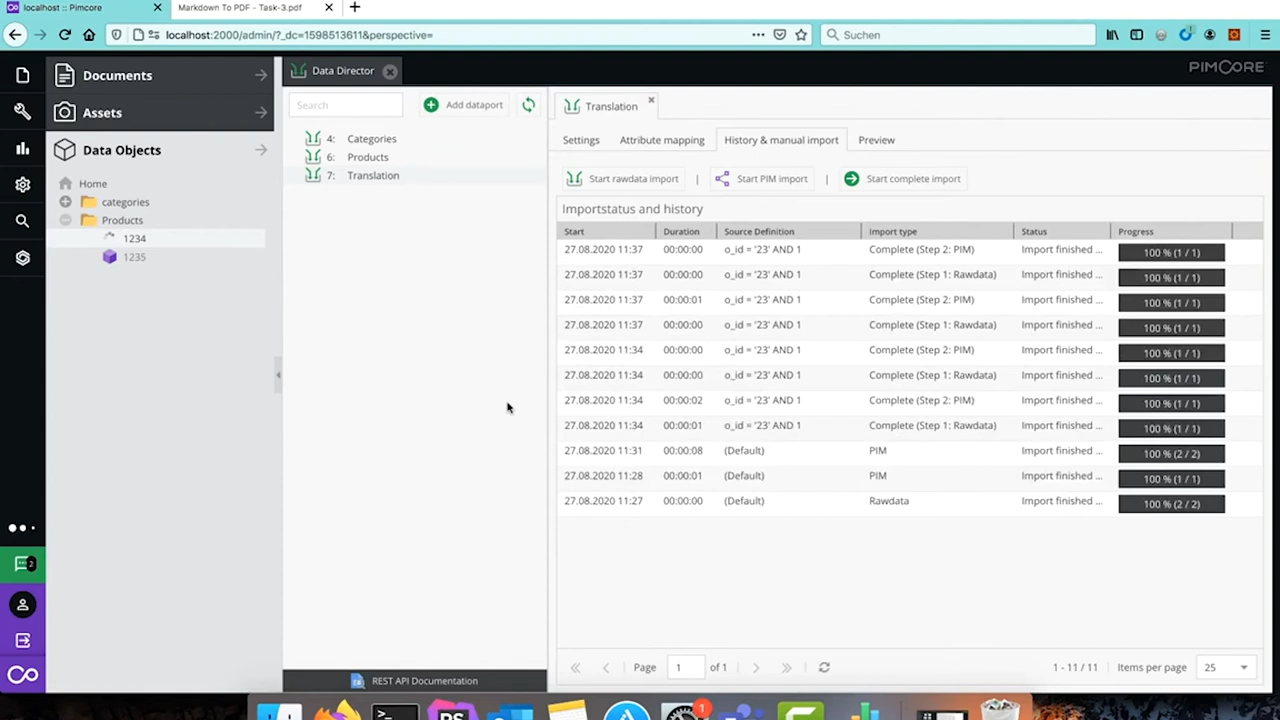 localhost :: Pimcore
Markdown To PDF - Task-3.pdf
localhost:2000/admin/?_dc=1598513611&perspective=
Suchen
Documents
Assets
Data Objects
Home
categories
Products
1234
1235
2
Data Director
PIMCORE
Search
Add dataport
4: Categories
6: Products
7: Translation
REST API Documentation
Translation
Settings
Attribute mapping
History & manual import
Preview
Start rawdata import | Start PIM import | Start complete import
Importstatus and history
Start Duration Source Definition Import type Status Progress
27.08.2020 11:37 00:00:00 o_id = '23' AND 1 Complete (Step 2: PIM) Import finished ... 100 % (1 / 1)
27.08.2020 11:37 00:00:00 o_id = '23' AND 1 Complete (Step 1: Rawdata) Import finished ... 100 % (1 / 1)
27.08.2020 11:37 00:00:01 o_id = '23' AND 1 Complete (Step 2: PIM) Import finished ... 100 % (1 / 1)
27.08.2020 11:37 00:00:00 o_id = '23' AND 1 Complete (Step 1: Rawdata) Import finished ... 100 % (1 / 1)
27.08.2020 11:34 00:00:00 o_id = '23' AND 1 Complete (Step 2: PIM) Import finished ... 100 % (1 / 1)
27.08.2020 11:34 00:00:00 o_id = '23' AND 1 Complete (Step 1: Rawdata) Import finished ... 100 % (1 / 1)
27.08.2020 11:34 00:00:02 o_id = '23' AND 1 Complete (Step 2: PIM) Import finished ... 100 % (1 / 1)
27.08.2020 11:34 00:00:01 o_id = '23' AND 1 Complete (Step 1: Rawdata) Import finished ... 100 % (1 / 1)
27.08.2020 11:31 00:00:08 (Default) PIM Import finished ... 100 % (2 / 2)
27.08.2020 11:28 00:00:01 (Default) PIM Import finished ... 100 % (1 / 1)
27.08.2020 11:27 00:00:00 (Default) Rawdata Import finished ... 100 % (2 / 2)
Page 1 of 1
1 - 11 / 11 Items per page 25
PS
1